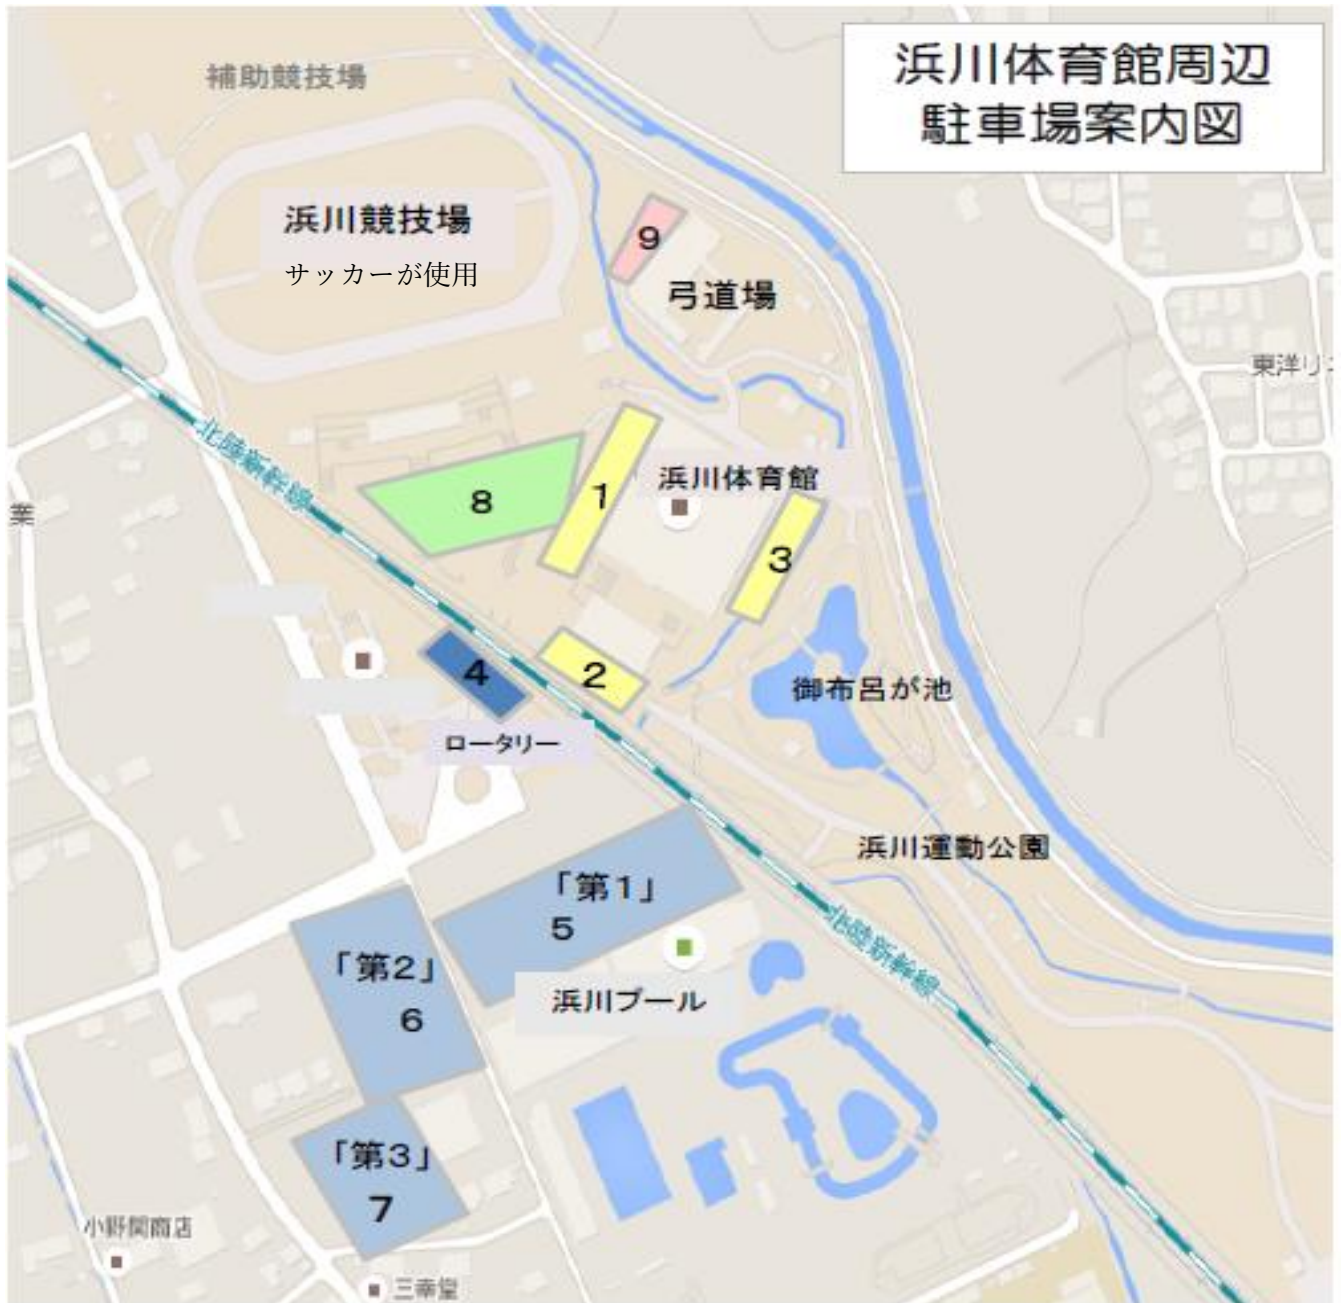 浜川体育館周辺
駐車場案内図
補助競技場
浜川競技場
サッカーが使用
9
弓道場
東洋リ
北陸新幹線
業
8
1
浜川体育館
3
4
2
御布呂が池
ロータリー
浜川運動公園
「第1」
5
北陸新幹線
「第2」
6
浜川プール
「第3」
7
小野関商店
三幸堂